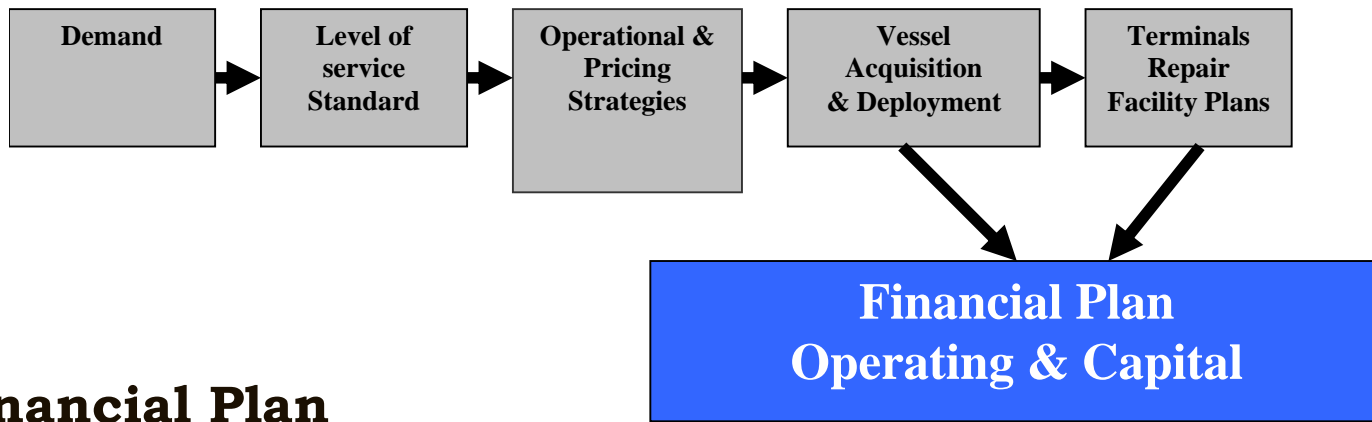 Demand
Level of
service
Standard
Operational &
Pricing
Strategies
Vessel
Acquisition
& Deployment
Terminals
Repair
Facility Plans
Financial Plan
Operating & Capital
nancial Plan